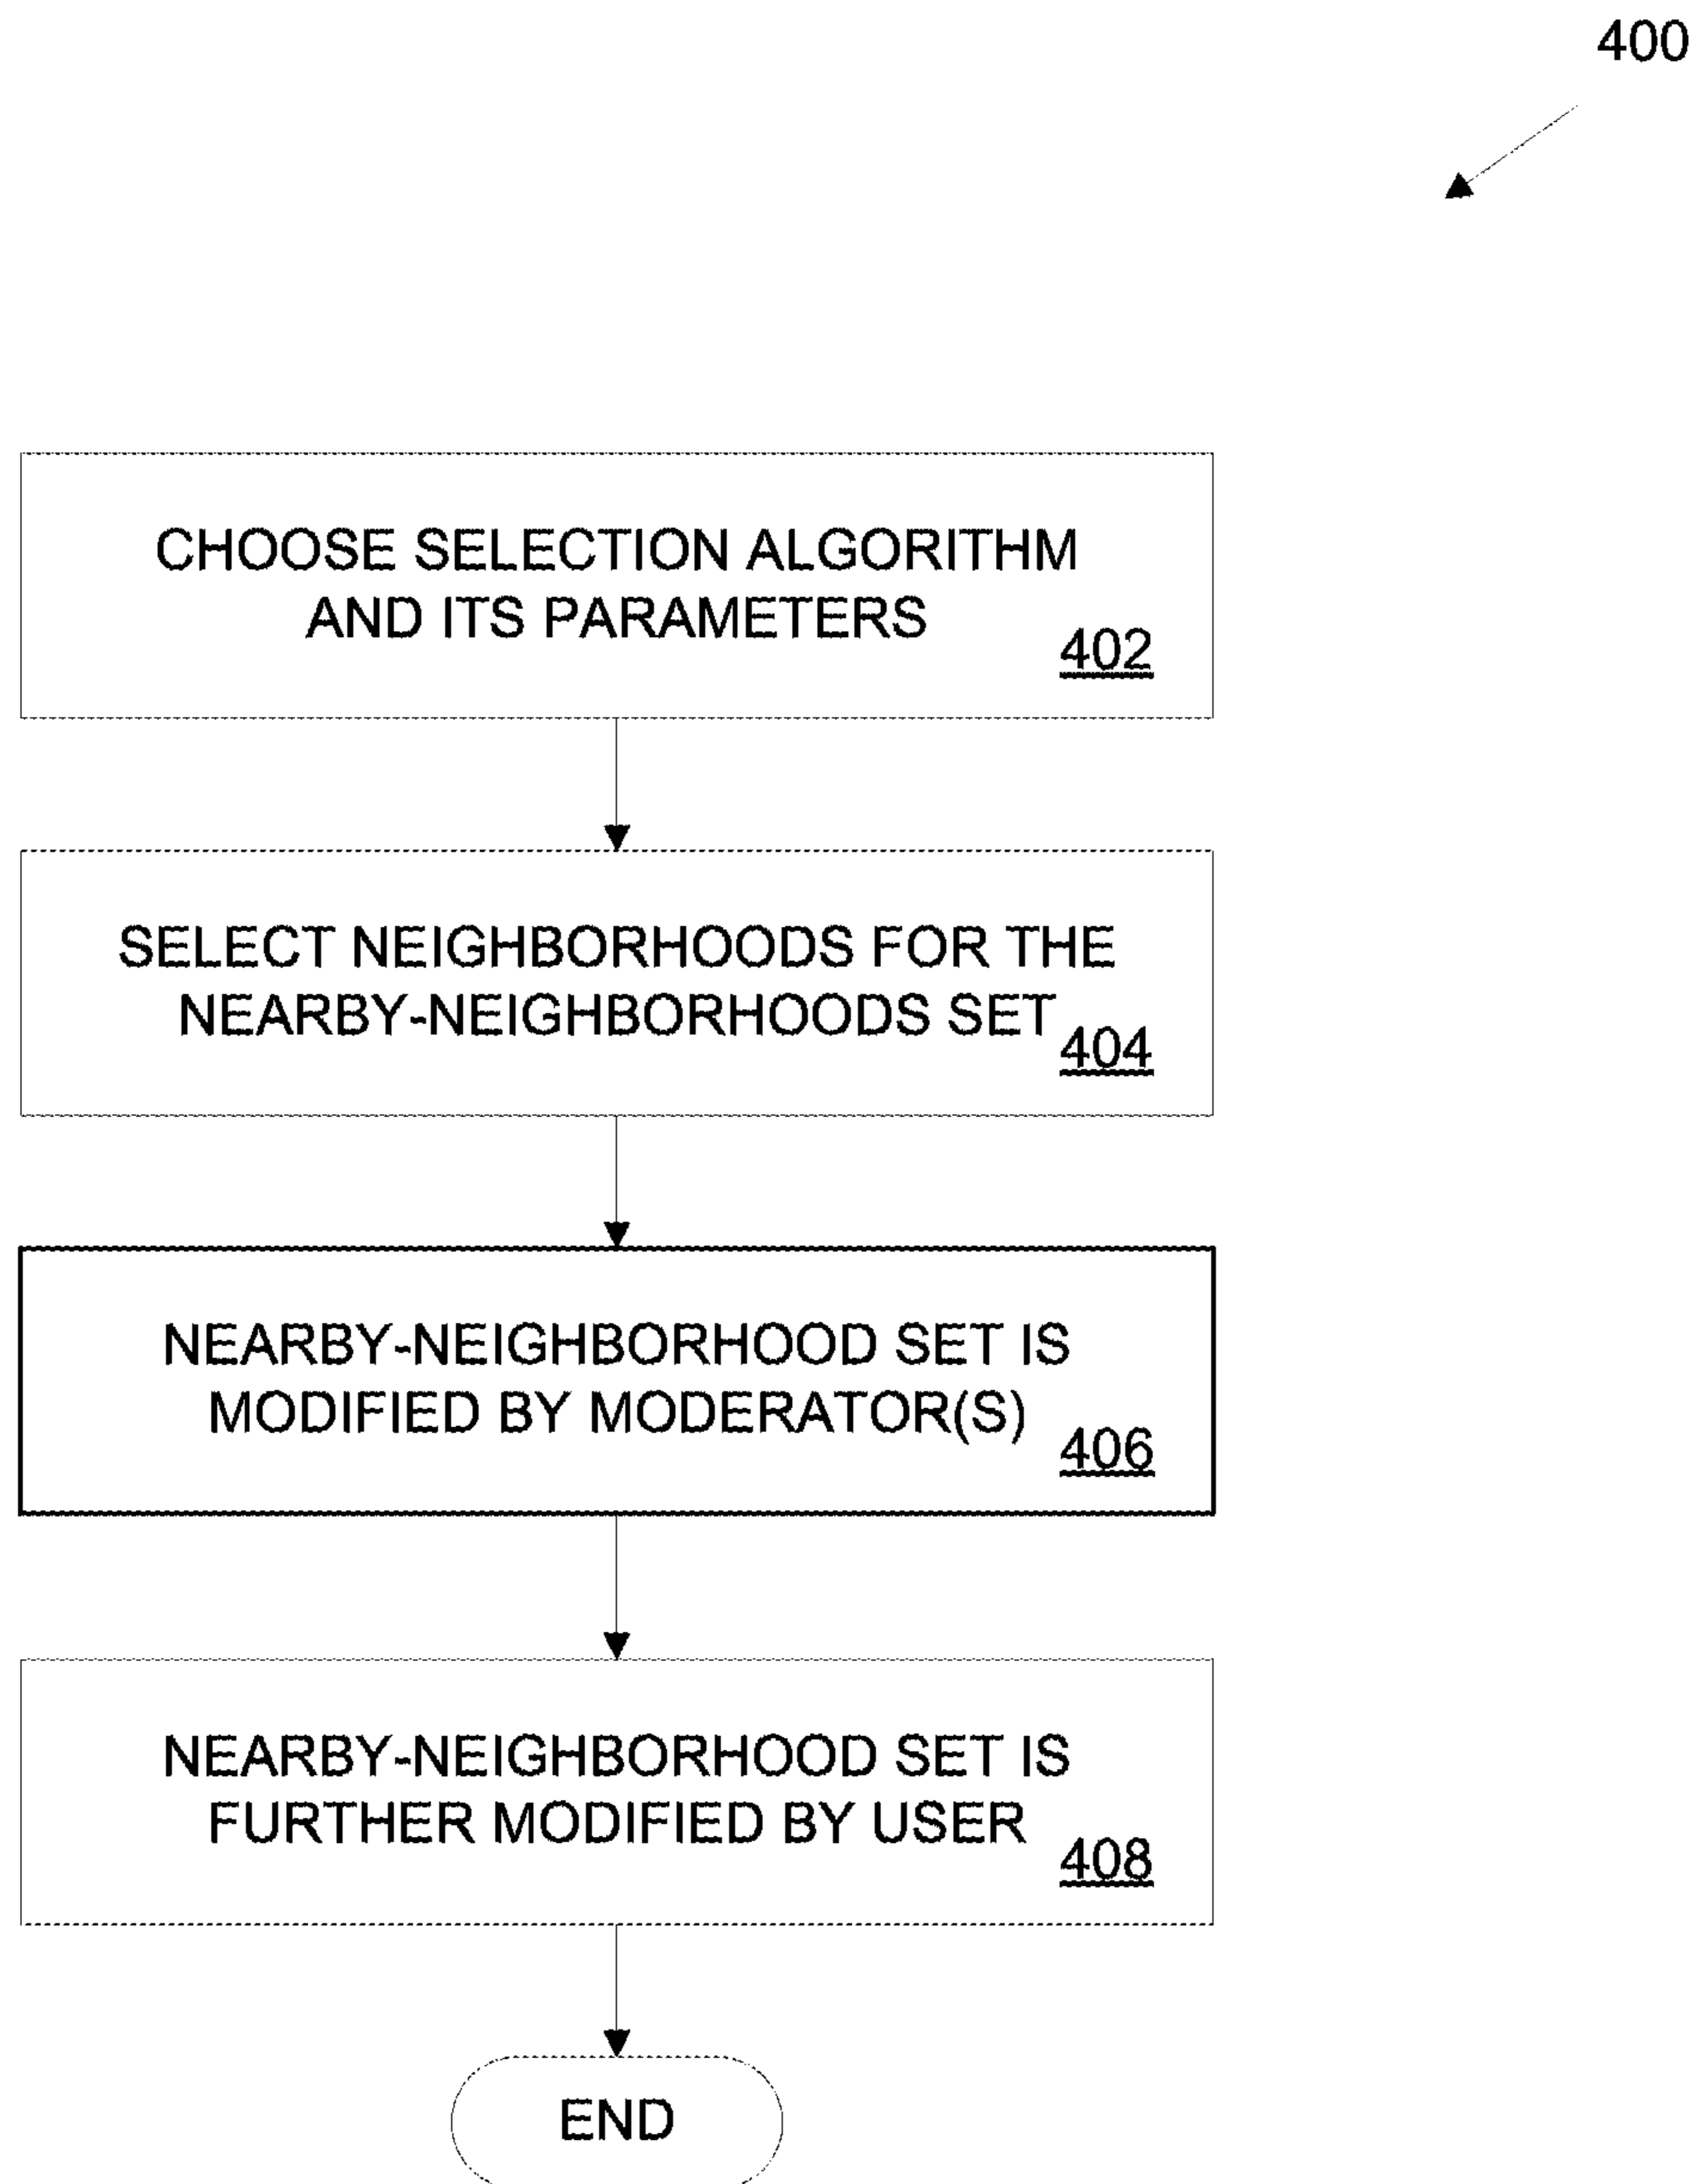 400
CHOOSE SELECTION ALGORITHM
AND ITS PARAMETERS
402
SELECT NEIGHBORHOODS FOR THE
NEARBY-NEIGHBORHOODS SET
404
NEARBY-NEIGHBORHOOD SET IS
MODIFIED BY MODERATOR(S)
406
NEARBY-NEIGHBORHOOD SET IS
FURTHER MODIFIED BY USER
408
END